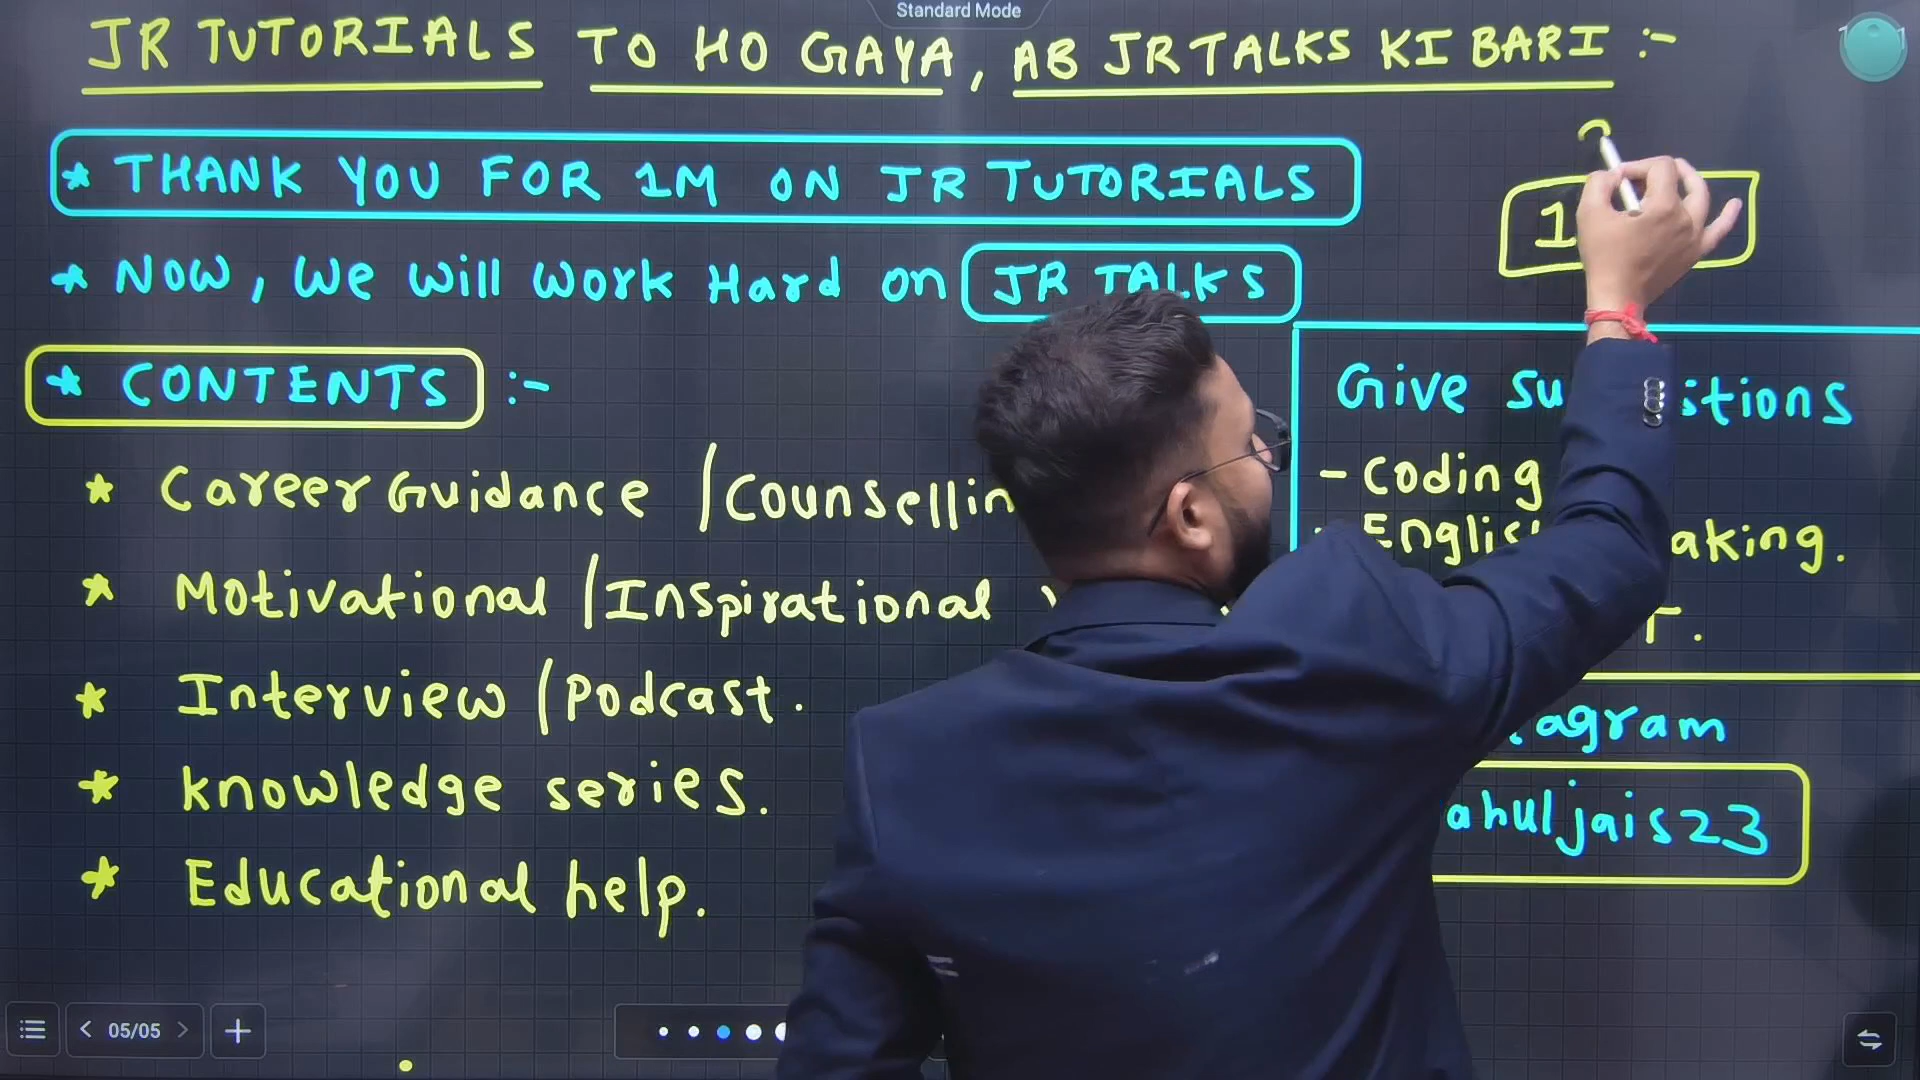 Standard Mode
JR TUTORIALS TO HO GAYA, AB JR TALKS KI BARI :-
* THANK YOU FOR 1M ON JR TUTORIALS
* Now, We will work Hard on JR TALKS
* CONTENTS :-
* Career Guidance / Counsellin
* Motivational / Inspirational
* Interview / Podcast.
* knowledge series.
* Educational help.
Give su stions
- Coding
- Englis aking.
T.
agram
ahuljais23
05/05